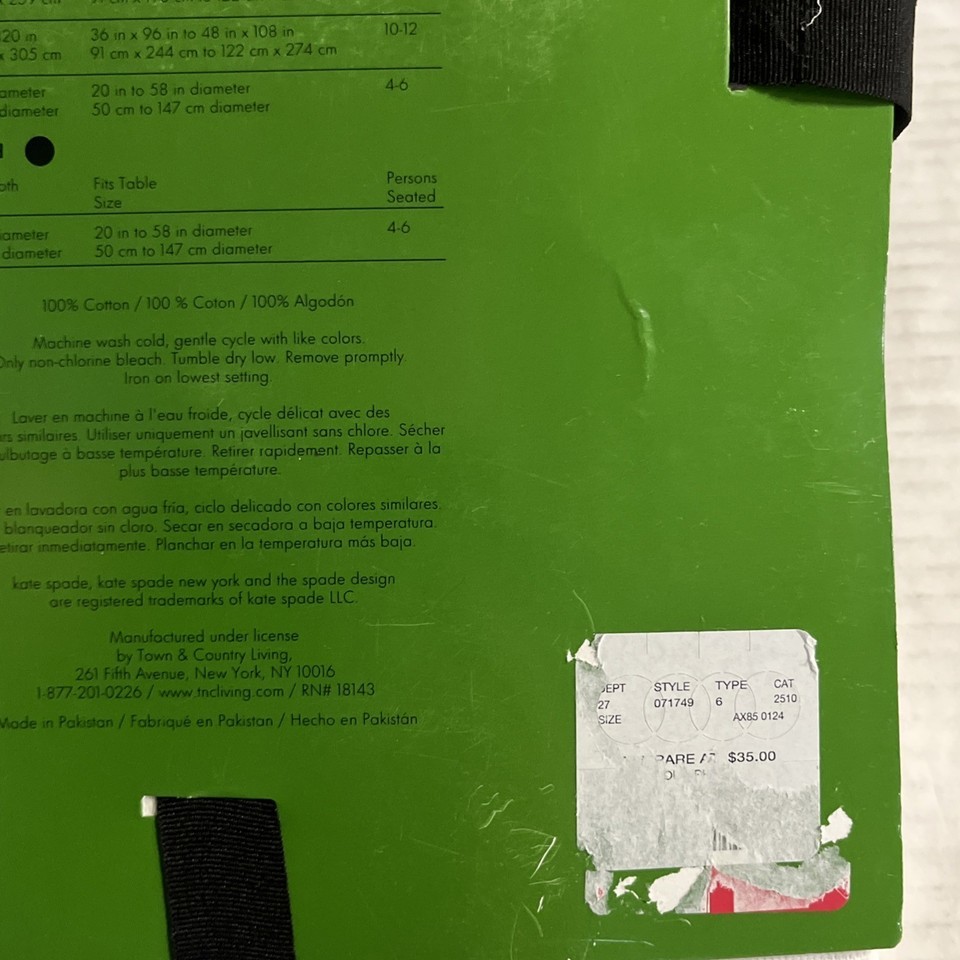 20 in 36 in x 96 in to 48 in x 108 in 10-12
x 305 cm 91 cm x 244 cm to 122 cm x 274 cm
ameter 20 in to 58 in diameter 4-6
diameter 50 cm to 147 cm diameter
oth Fits Table Size Persons Seated
ameter 20 in to 58 in diameter 4-6
diameter 50 cm to 147 cm diameter
100% Cotton / 100 % Coton / 100% Algodón
Machine wash cold, gentle cycle with like colors.
Only non-chlorine bleach. Tumble dry low. Remove promptly.
Iron on lowest setting.
Laver en machine à l'eau froide, cycle délicat avec des
rs similaires. Utiliser uniquement un javellisant sans chlore. Sécher
ulbutage à basse température. Retirer rapidement. Repasser à la
plus basse température.
en lavadora con agua fría, ciclo delicado con colores similares.
blanqueador sin cloro. Secar en secadora a baja temperatura.
etirar inmediatamente. Planchar en la temperatura más baja.
kate spade, kate spade new york and the spade design
are registered trademarks of kate spade LLC.
Manufactured under license
by Town & Country Living,
261 Fifth Avenue, New York, NY 10016
1-877-201-0226 / www.tncliving.com / RN# 18143
Made in Pakistan / Fabriqué en Pakistan / Hecho en Pakistán
DEPT STYLE TYPE CAT
27 071749 6 2510
SIZE AX85 0124
PARE A $35.00